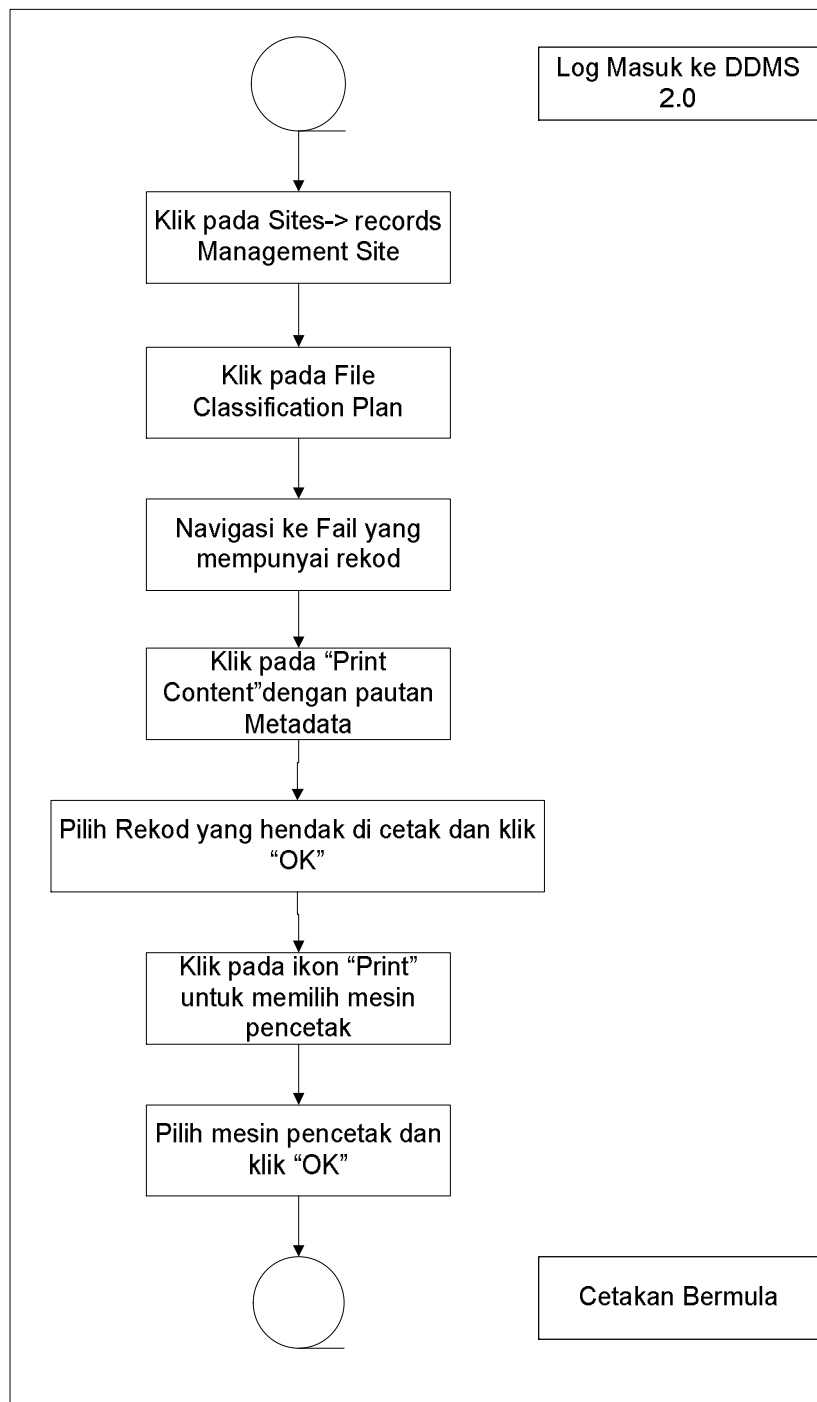 Log Masuk ke DDMS
2.0
Klik pada Sites-> records
Management Site
Klik pada File
Classification Plan
Navigasi ke Fail yang
mempunyai rekod
Klik pada “Print
Content”dengan pautan
Metadata
Pilih Rekod yang hendak di cetak dan klik
“OK”
Klik pada ikon “Print”
untuk memilih mesin
pencetak
Pilih mesin pencetak dan
klik “OK”
Cetakan Bermula